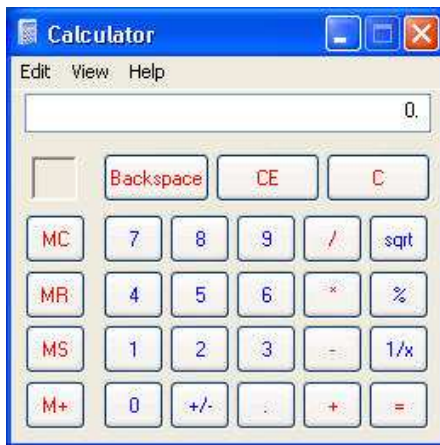 Calculator
Edit View Help
0.
Backspace CE C
MC 7 8 9 / sqrt
MR 4 5 6 * %
MS 1 2 3 - 1/x
M+ 0 +/- . + =